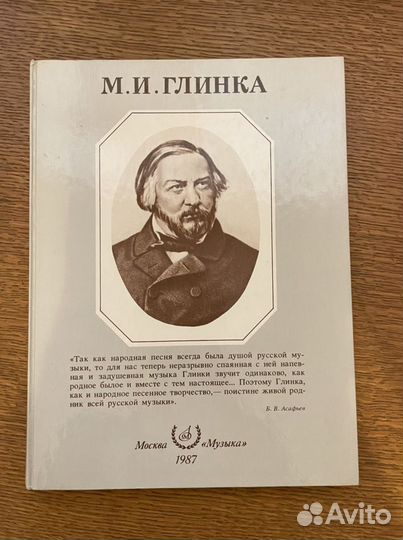 М. И. ГЛИНКА
«Так как народная песня всегда была душой русской му-
зыки, то для нас теперь неразрывно спаянная с ней напев-
ная и задушевная музыка Глинки звучит одинаково, как
родное былое и вместе с тем настоящее... Поэтому Глинка,
как и народное песенное творчество,— поистине живой род-
ник всей русской музыки».
Б. В. Асафьев
Москва «Музыка»
1987
Avito